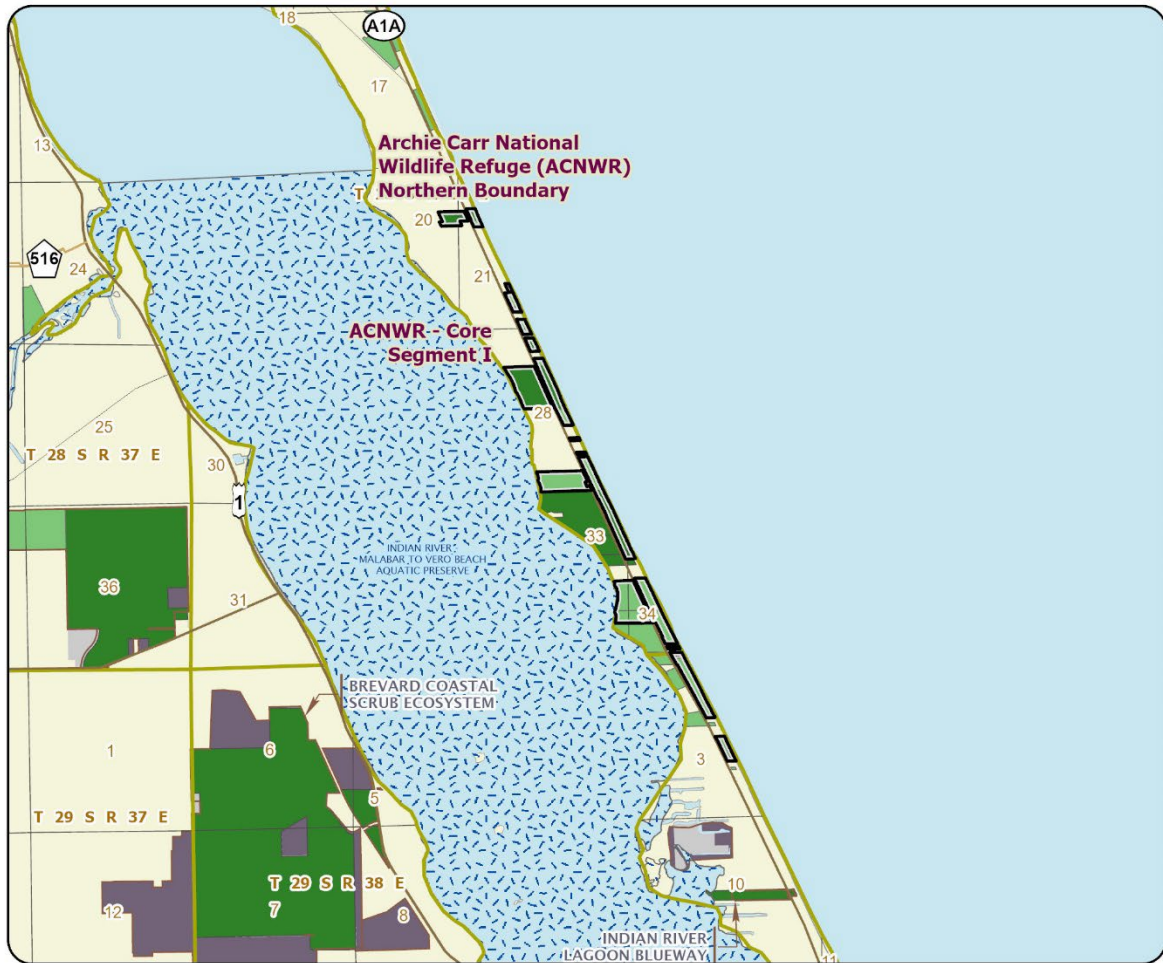 18
A1A
17
13
Archie Carr National
Wildlife Refuge (ACNWR)
Northern Boundary
T
20
516
24
21
ACNWR - Core
Segment I
28
25
T 28 S R 37 E
30
1
33
INDIAN RIVER
MALABAR TO VERO BEACH
AQUATIC PRESERVE
36
31
34
BREVARD COASTAL
SCRUB ECOSYSTEM
1
6
3
5
T 29 S R 37 E
T 29 S R 38 E
10
7
12
8
INDIAN RIVER
LAGOON BLUEWAY
11